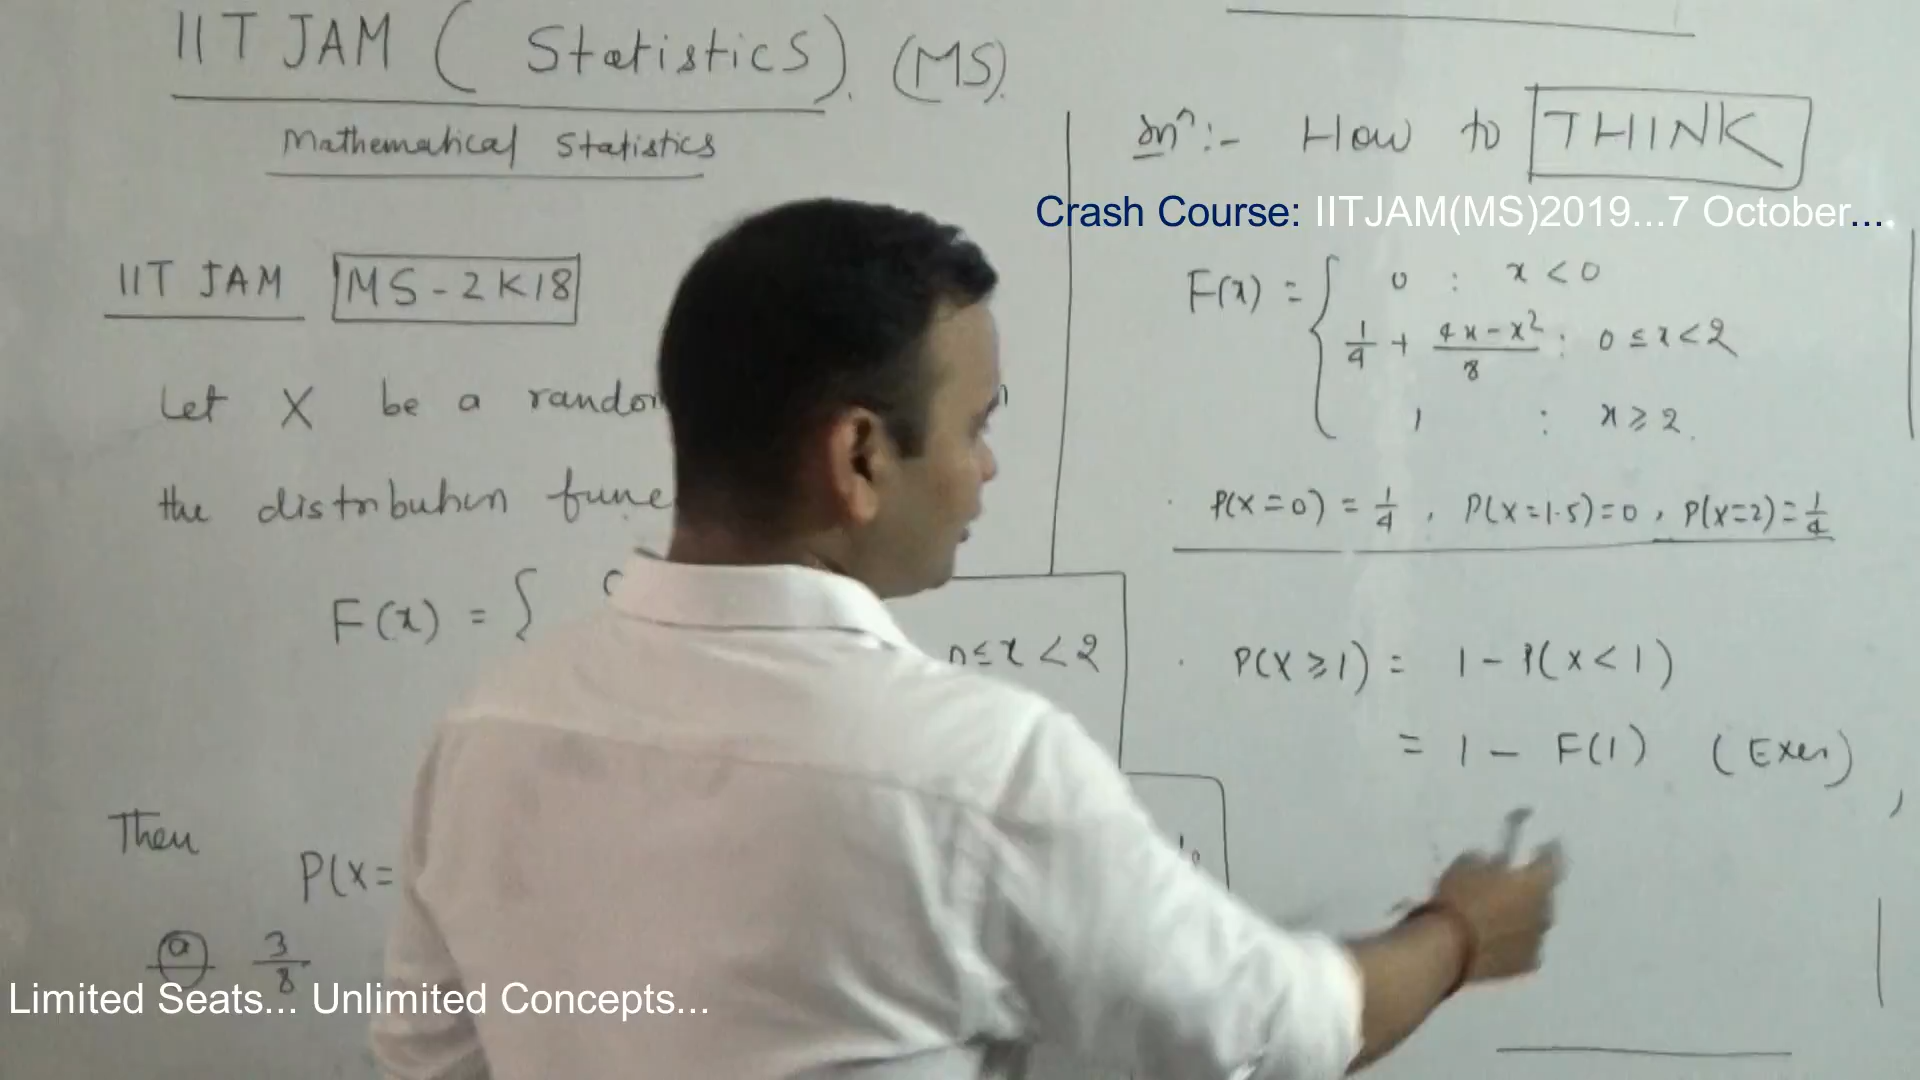 IIT JAM ( Statistics). (MS).
Mathematical Statistics
IIT JAM MS-2K18
Let X be a
the distribution
F(x) = {
0≤x<2
Then
P(X=
(a) 3/8
Limited Seats... Unlimited Concepts...
Sol^n :- How to THINK
Crash Course: IITJAM(MS)2019...7 October....
F(x) = { 0 : x < 0
1/4 + (4x-x²)/8 : 0 ≤ x < 2
1 : x ≥ 2.
P(X=0) = 1/4, P(X=1.5)=0, P(X=2)=1/4
P(X≥1) = 1 - P(X<1)
= 1 - F(1) (Exer)